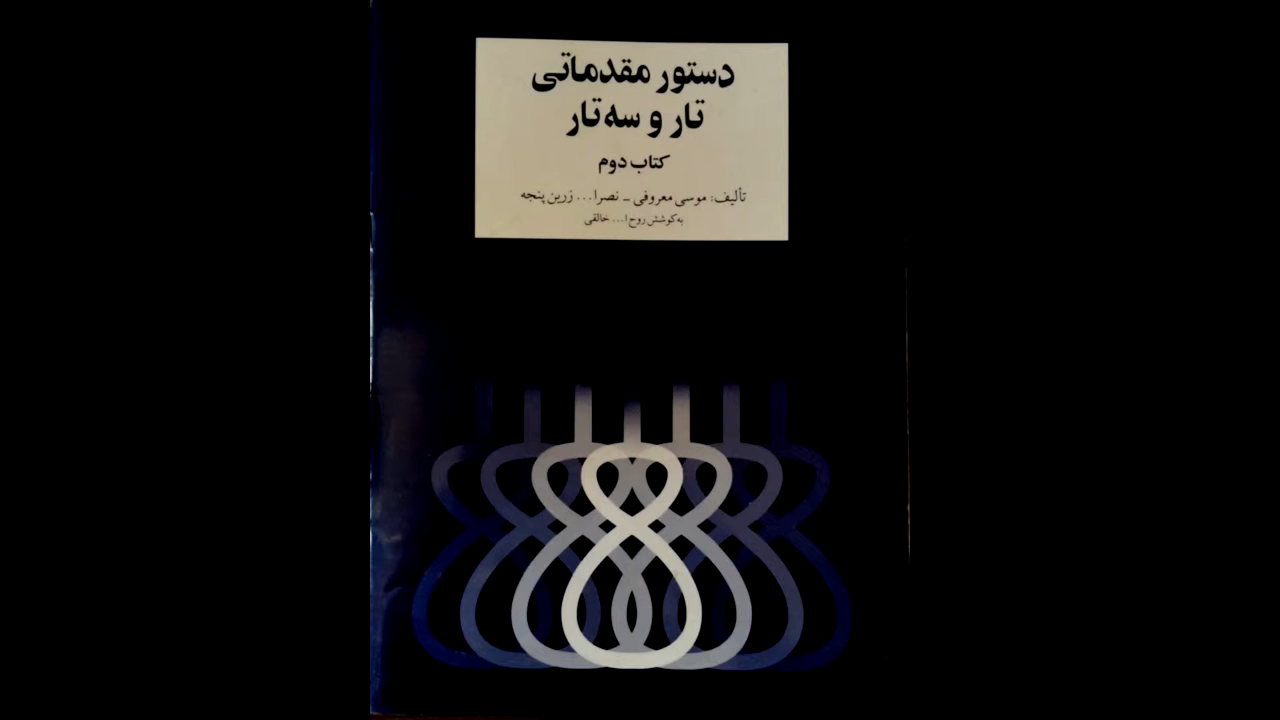 دستور مقدماتی
تار و سه‌تار
کتاب دوم
تألیف: موسی معروفی ـ نصرا... زرین پنجه
به‌کوشش روح ا... خالقی